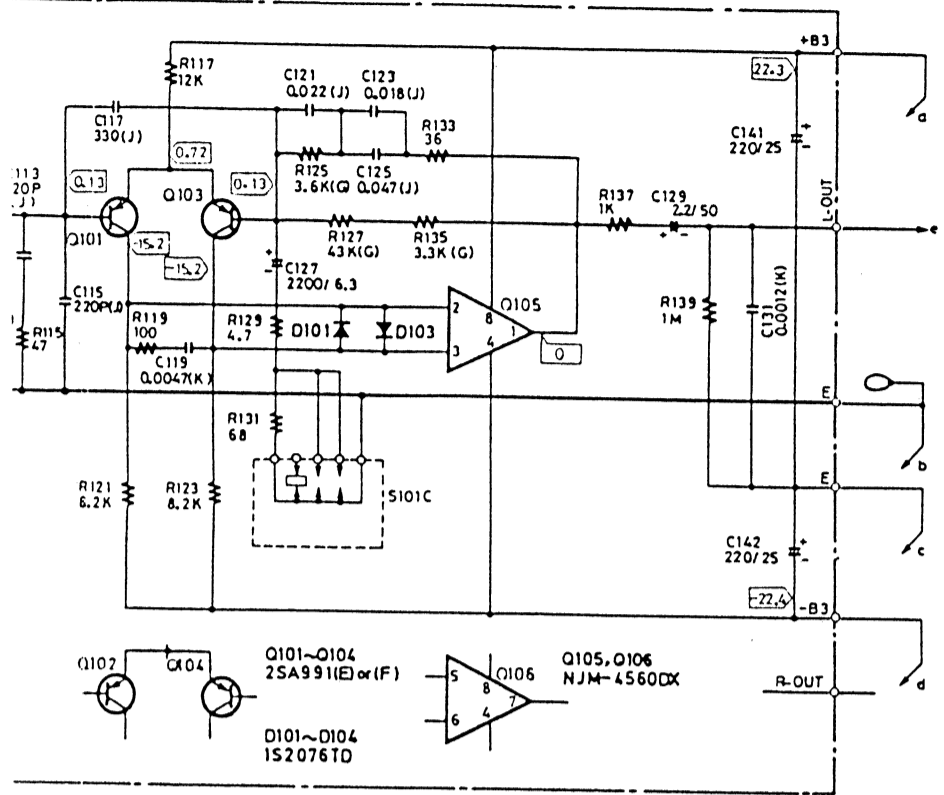 +B3
R117
12K
C121
0.022(J)
C123
0.018(J)
22.3
a
C117
330(J)
R133
36
C141
220/25
+
-
0.72
R125
3.6K(G)
C125
0.047(J)
L-OUT
C113
20P
(J)
0.13
Q103
0.13
R137
1K
C129
2.2/50
+ -
e
Q101
-15.2
-15.2
R127
43K(G)
R135
3.3K(G)
+
-
C127
2200/6.3
C115
220P(J)
R139
1M
C131
0.0012(K)
Q105
2
8
1
3
4
R119
100
R129
4.7
D101
D103
0
R115
47
C119
0.0047(K)
E
R131
68
b
R121
6.2K
R123
8.2K
S101C
E
C142
220/25
+
-
c
-22.4
-B3
Q102
Q104
Q101~Q104
2SA991(E)or(F)
5
8
Q106
7
6
4
Q105,Q106
NJM-4560DX
R-OUT
d
D101~D104
1S2076TD